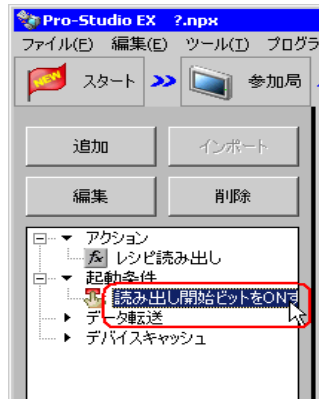 Pro-Studio EX ?.npx
ファイル(F) 編集(E) ツール(T) プログラ
NEW スタート 参加局
追加 インポート
編集 削除
アクション
fx レシピ読み出し
起動条件
読み出し開始ビットをONす
データ転送
デバイスキャッシュ